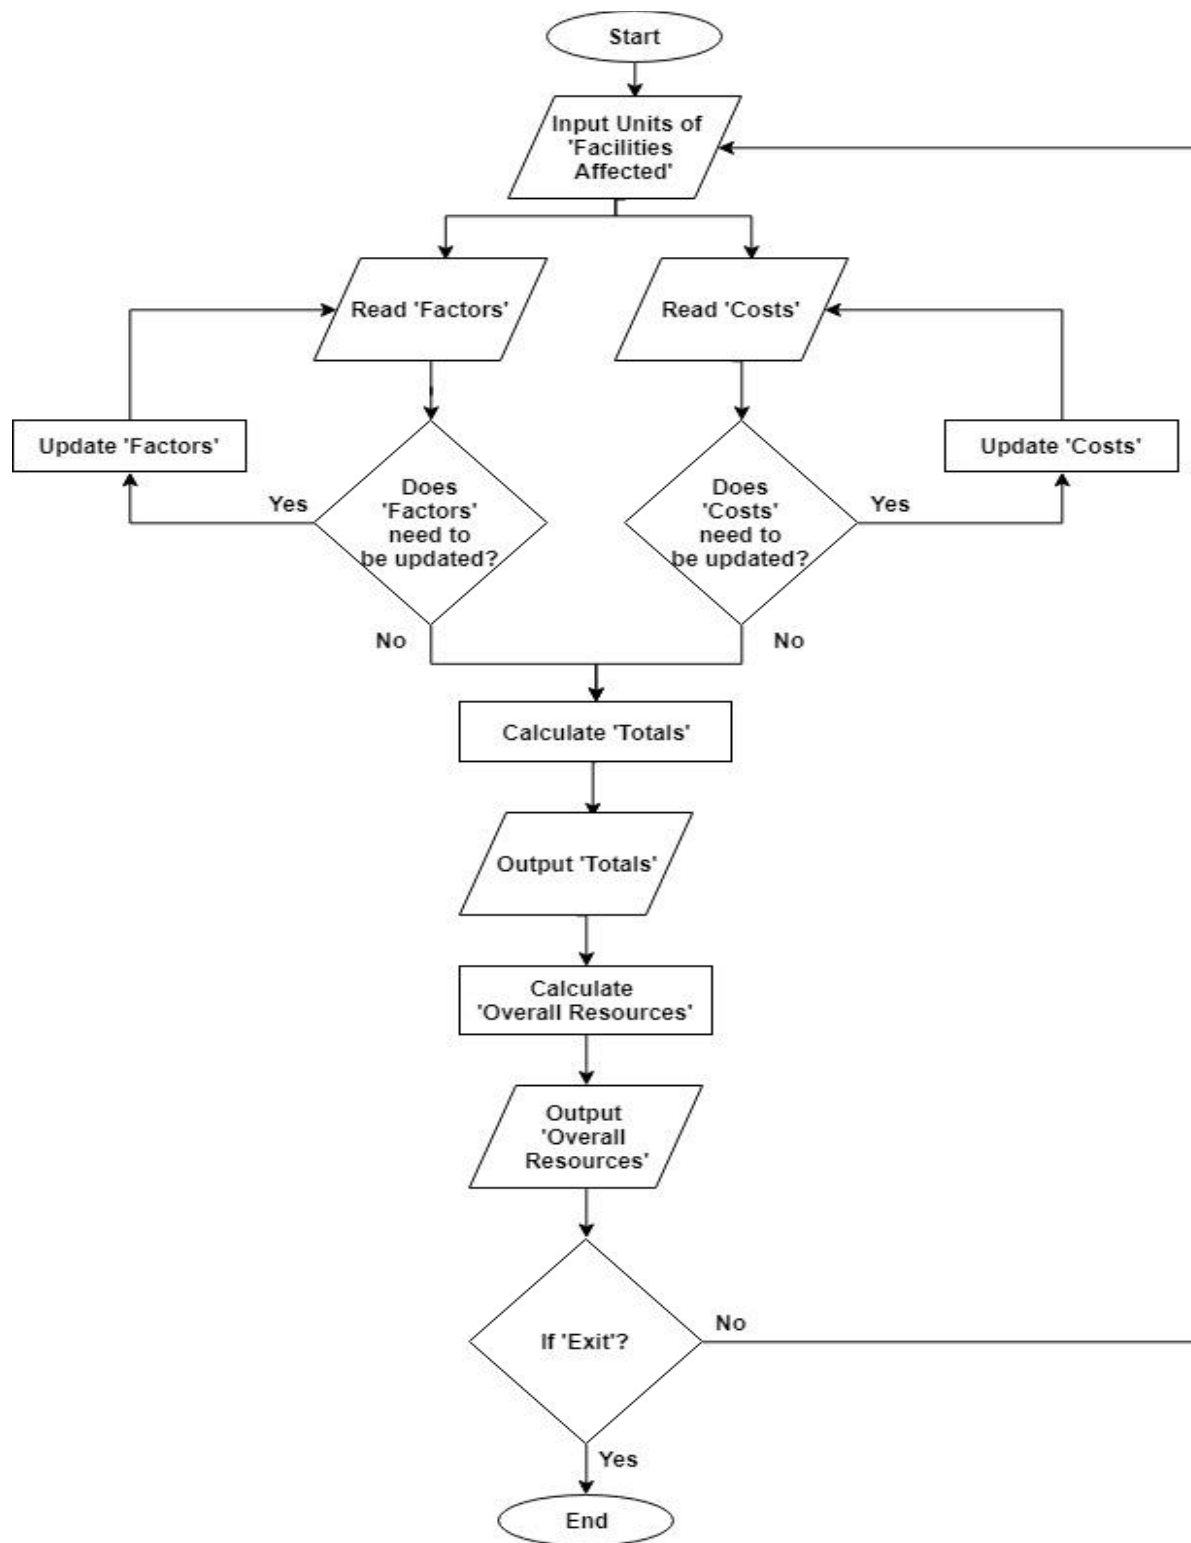 Start
Input Units of
'Facilities
Affected'
Read 'Factors'
Read 'Costs'
Update 'Factors'
Update 'Costs'
Yes
Does
'Factors'
need to
be updated?
Does
'Costs'
need to
be updated?
Yes
No
No
Calculate 'Totals'
Output 'Totals'
Calculate
'Overall Resources'
Output
'Overall
Resources'
If 'Exit'?
No
Yes
End